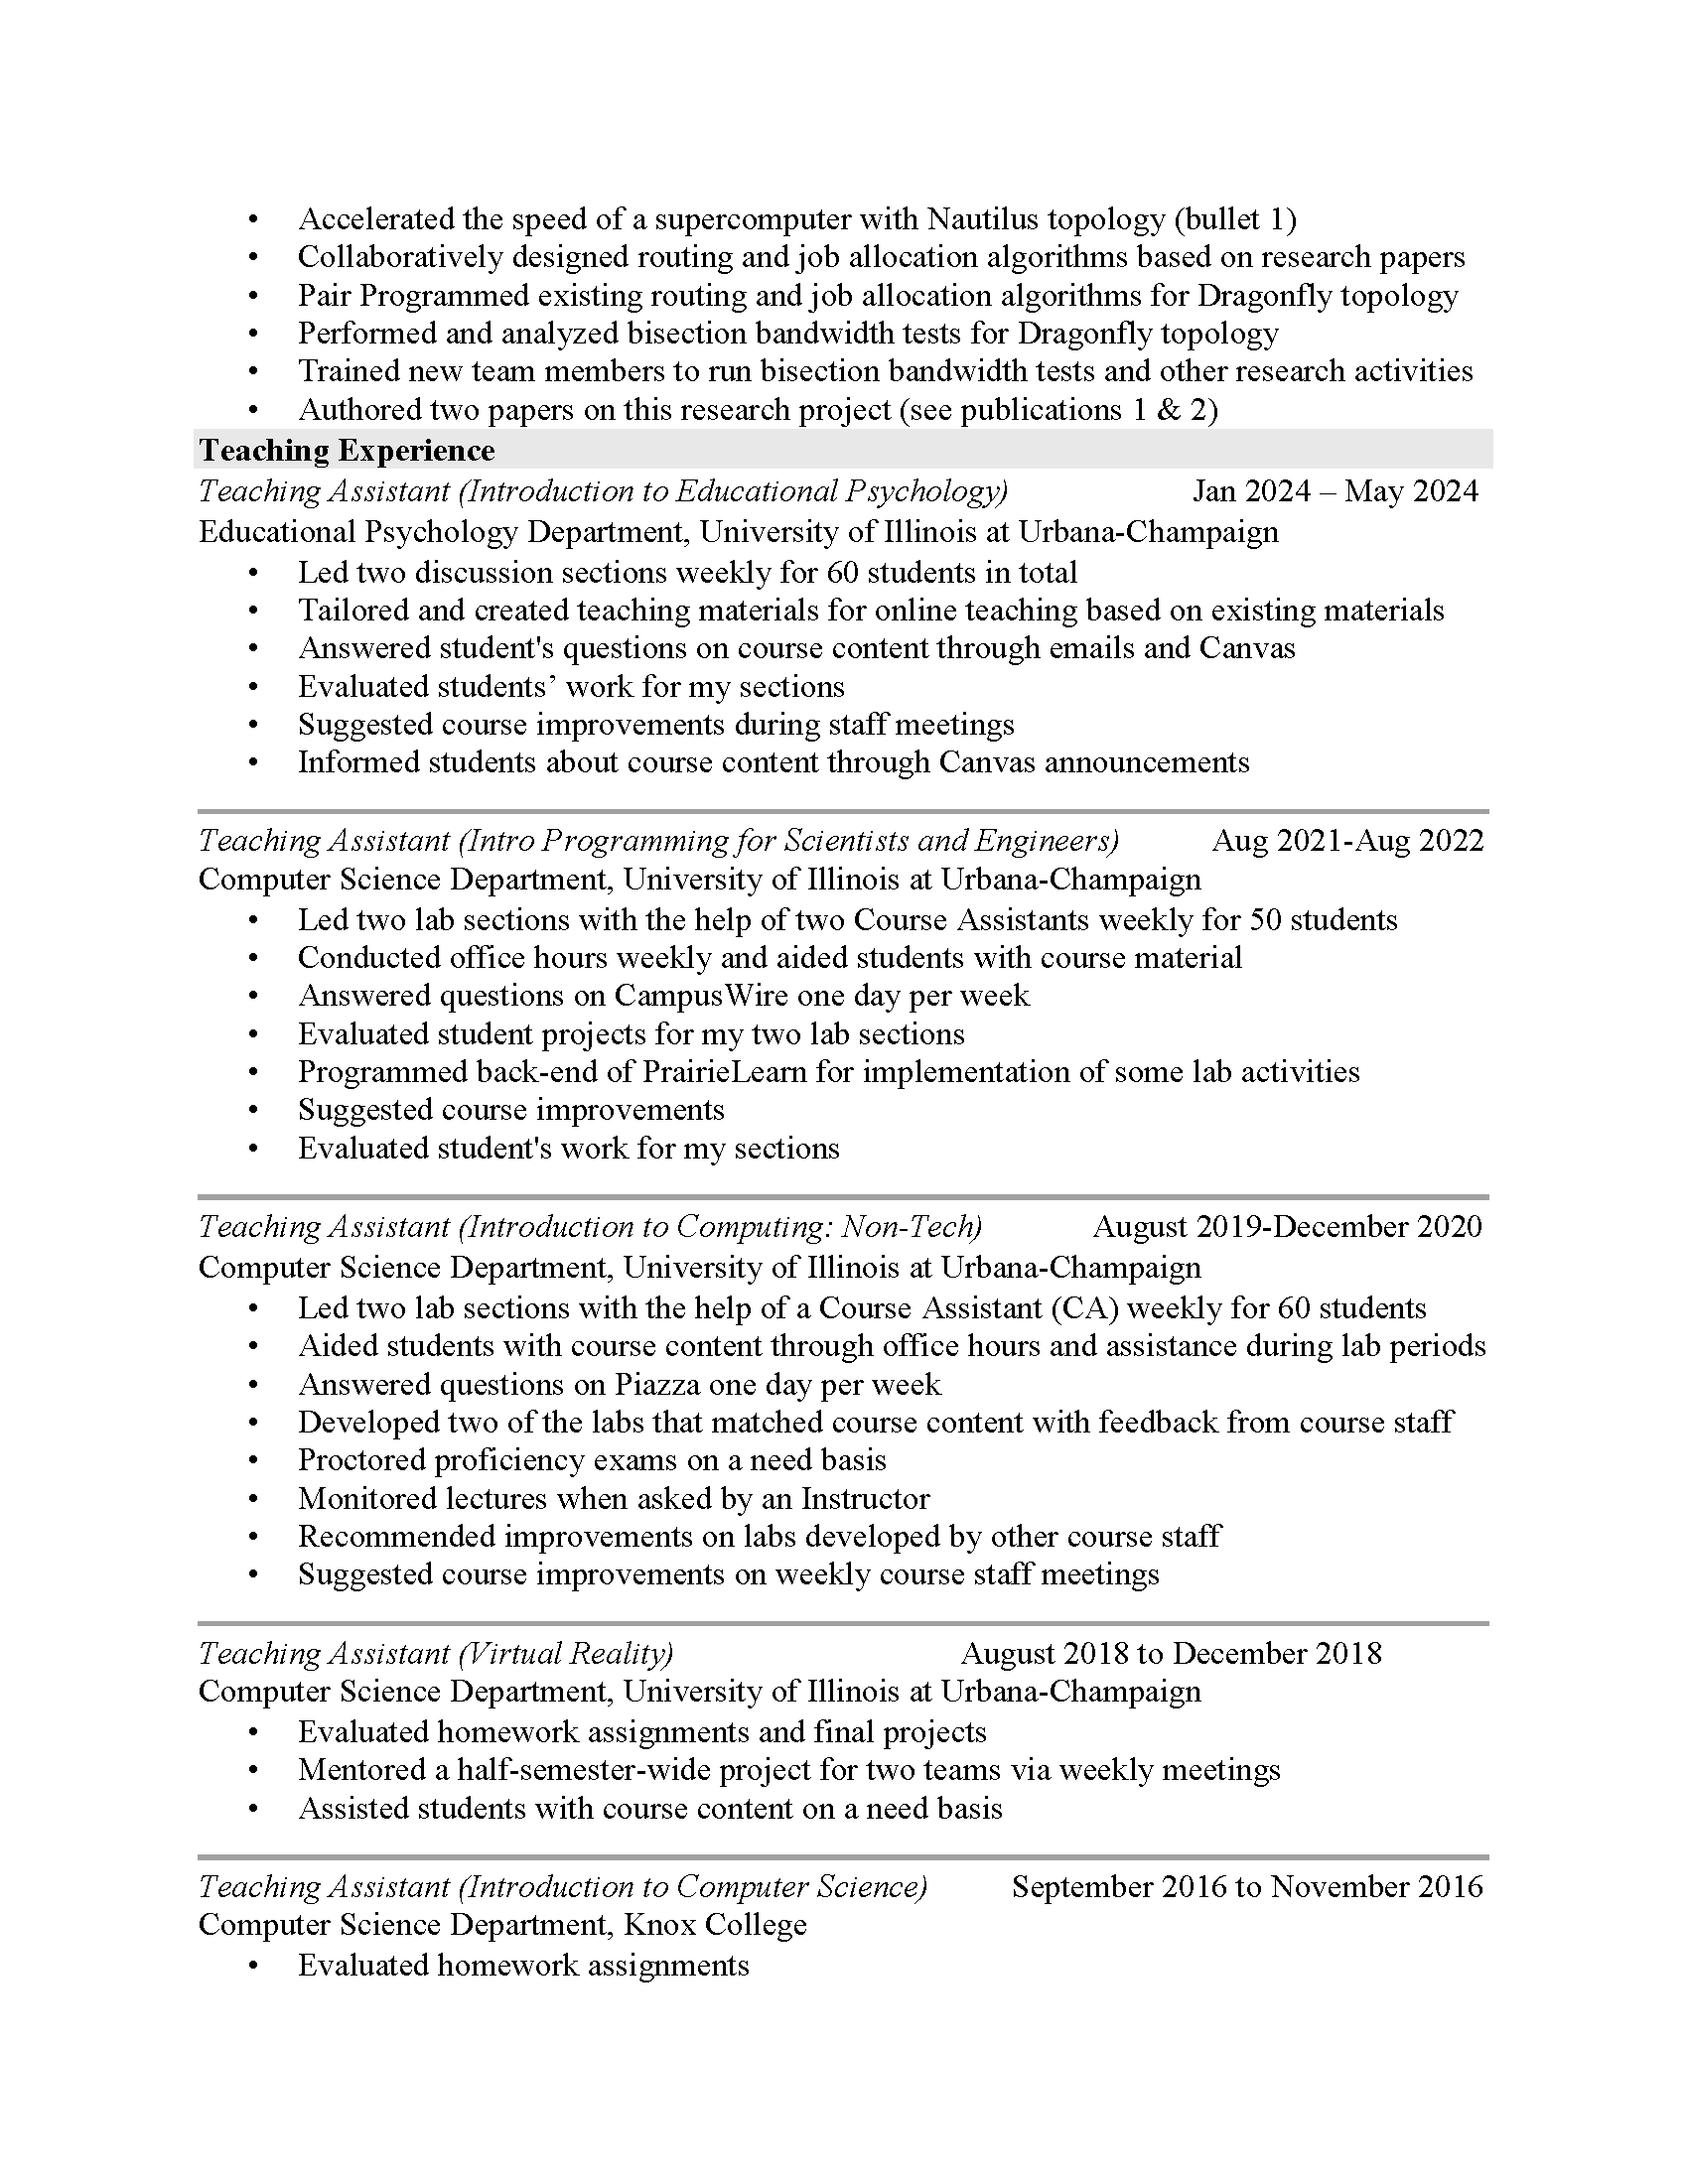 • Accelerated the speed of a supercomputer with Nautilus topology (bullet 1)
• Collaboratively designed routing and job allocation algorithms based on research papers
• Pair Programmed existing routing and job allocation algorithms for Dragonfly topology
• Performed and analyzed bisection bandwidth tests for Dragonfly topology
• Trained new team members to run bisection bandwidth tests and other research activities
• Authored two papers on this research project (see publications 1 & 2)
Teaching Experience
Teaching Assistant (Introduction to Educational Psychology) Jan 2024 – May 2024
Educational Psychology Department, University of Illinois at Urbana-Champaign
• Led two discussion sections weekly for 60 students in total
• Tailored and created teaching materials for online teaching based on existing materials
• Answered student's questions on course content through emails and Canvas
• Evaluated students’ work for my sections
• Suggested course improvements during staff meetings
• Informed students about course content through Canvas announcements
Teaching Assistant (Intro Programming for Scientists and Engineers) Aug 2021-Aug 2022
Computer Science Department, University of Illinois at Urbana-Champaign
• Led two lab sections with the help of two Course Assistants weekly for 50 students
• Conducted office hours weekly and aided students with course material
• Answered questions on CampusWire one day per week
• Evaluated student projects for my two lab sections
• Programmed back-end of PrairieLearn for implementation of some lab activities
• Suggested course improvements
• Evaluated student's work for my sections
Teaching Assistant (Introduction to Computing: Non-Tech) August 2019-December 2020
Computer Science Department, University of Illinois at Urbana-Champaign
• Led two lab sections with the help of a Course Assistant (CA) weekly for 60 students
• Aided students with course content through office hours and assistance during lab periods
• Answered questions on Piazza one day per week
• Developed two of the labs that matched course content with feedback from course staff
• Proctored proficiency exams on a need basis
• Monitored lectures when asked by an Instructor
• Recommended improvements on labs developed by other course staff
• Suggested course improvements on weekly course staff meetings
Teaching Assistant (Virtual Reality) August 2018 to December 2018
Computer Science Department, University of Illinois at Urbana-Champaign
• Evaluated homework assignments and final projects
• Mentored a half-semester-wide project for two teams via weekly meetings
• Assisted students with course content on a need basis
Teaching Assistant (Introduction to Computer Science) September 2016 to November 2016
Computer Science Department, Knox College
• Evaluated homework assignments